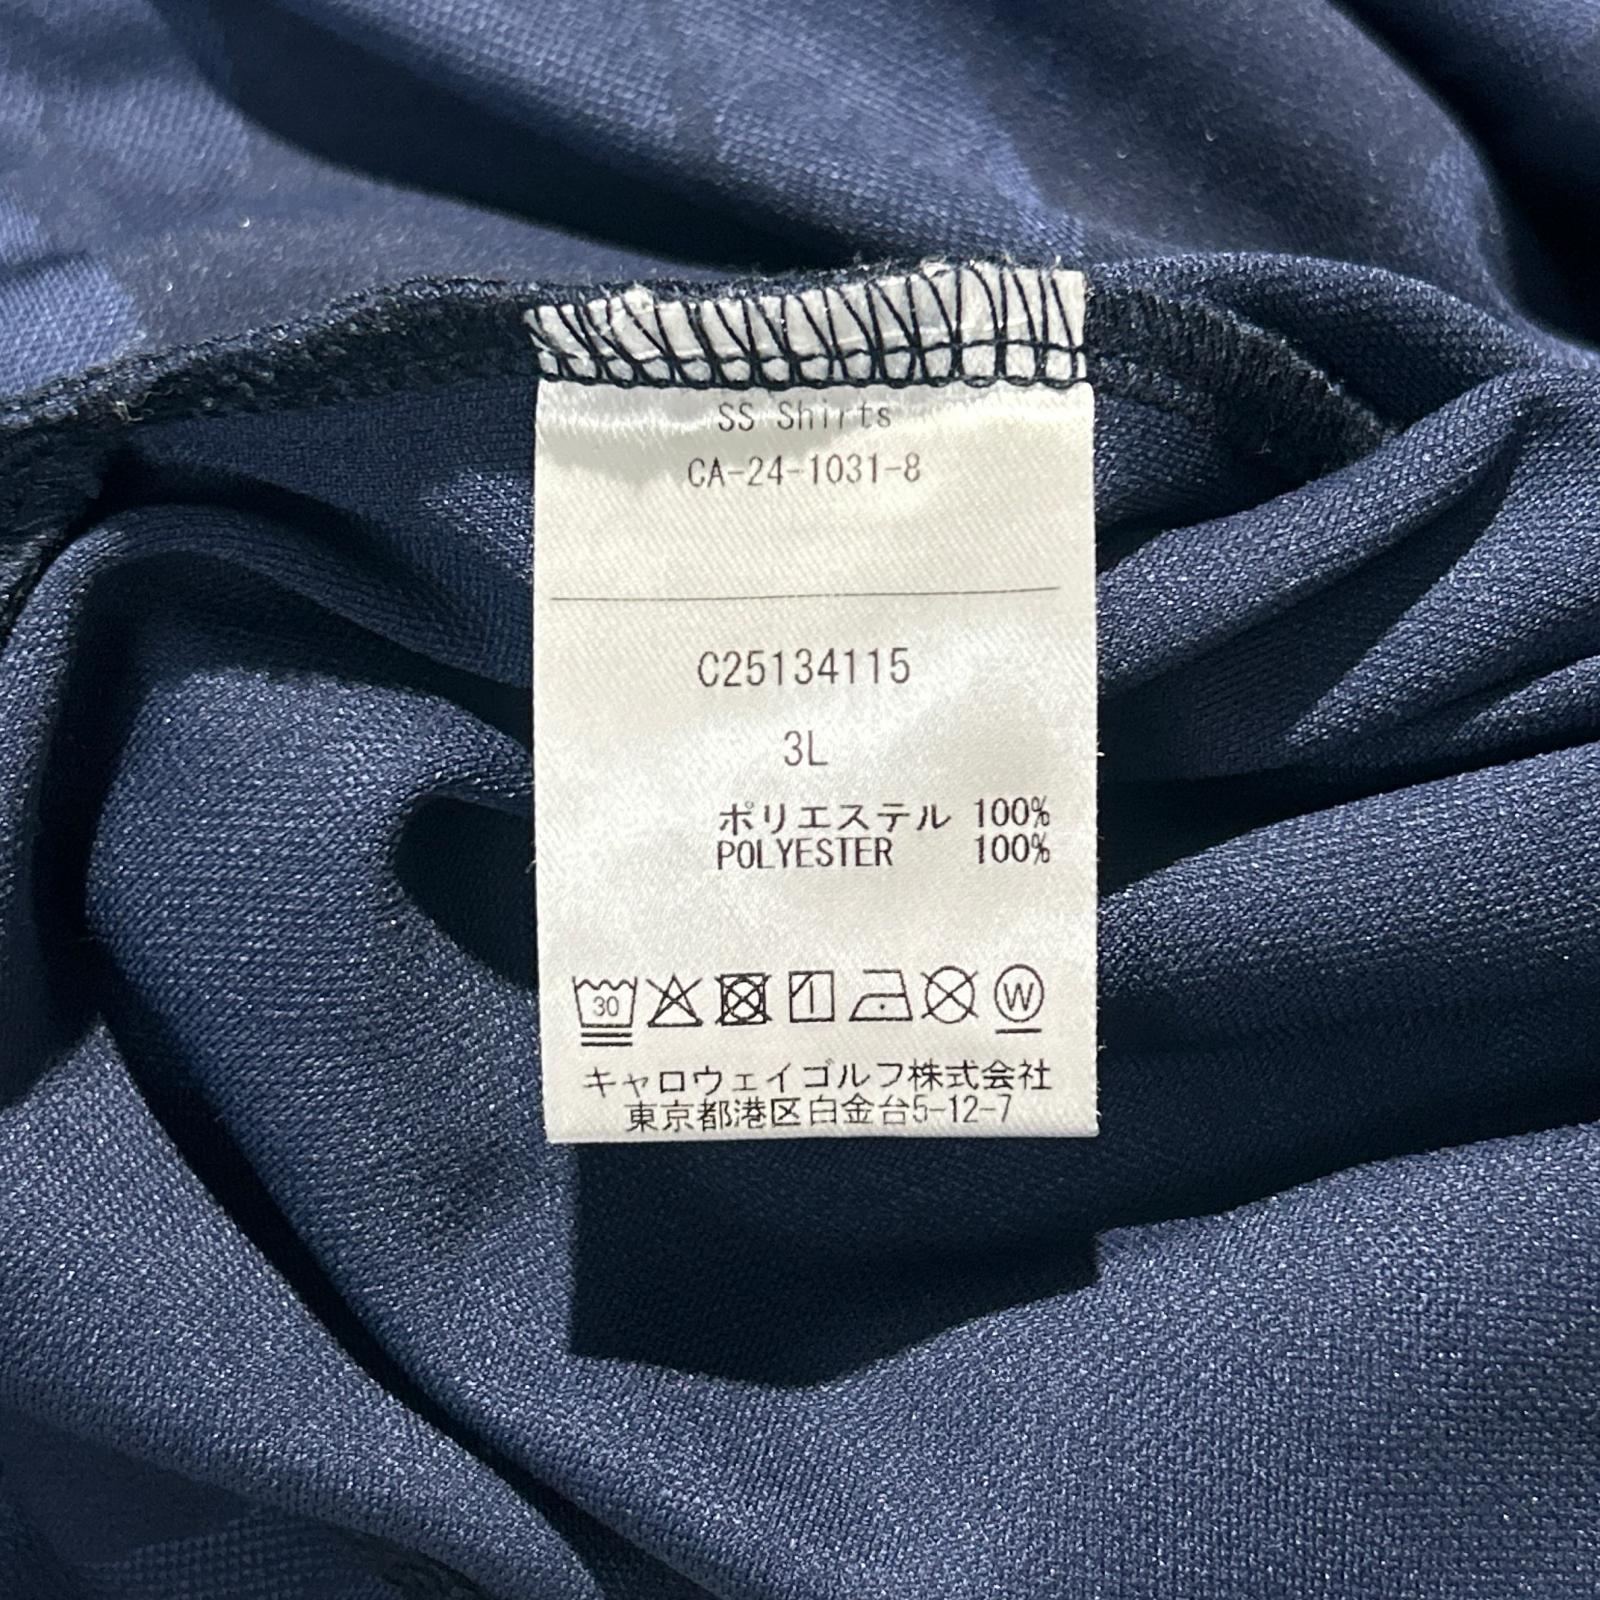 SS Shirts
CA-24-1031-8
C25134115
3L
ポリエステル 100%
POLYESTER 100%
30 W
キャロウェイゴルフ株式会社
東京都港区白金台5-12-7